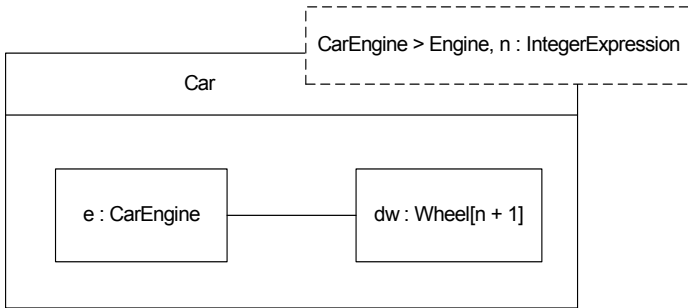 CarEngine > Engine, n : IntegerExpression
Car
e : CarEngine
dw : Wheel[n + 1]